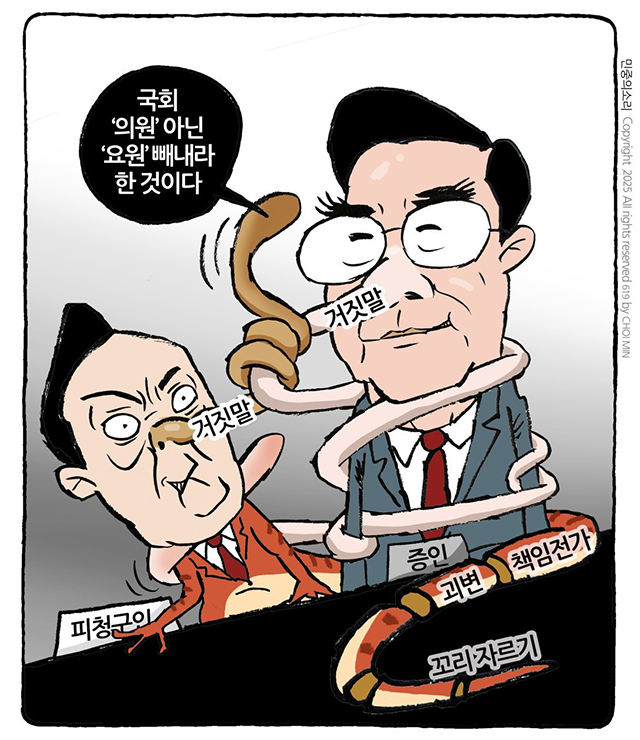 국회
‘의원’ 아닌
‘요원’ 빼내라
한 것이다
거짓말
거짓말
피청군인
증인
괴변
책임전가
꼬리자르기
민중의소리 Copyright 2025 All rights reserved 619 by CHOI MIN